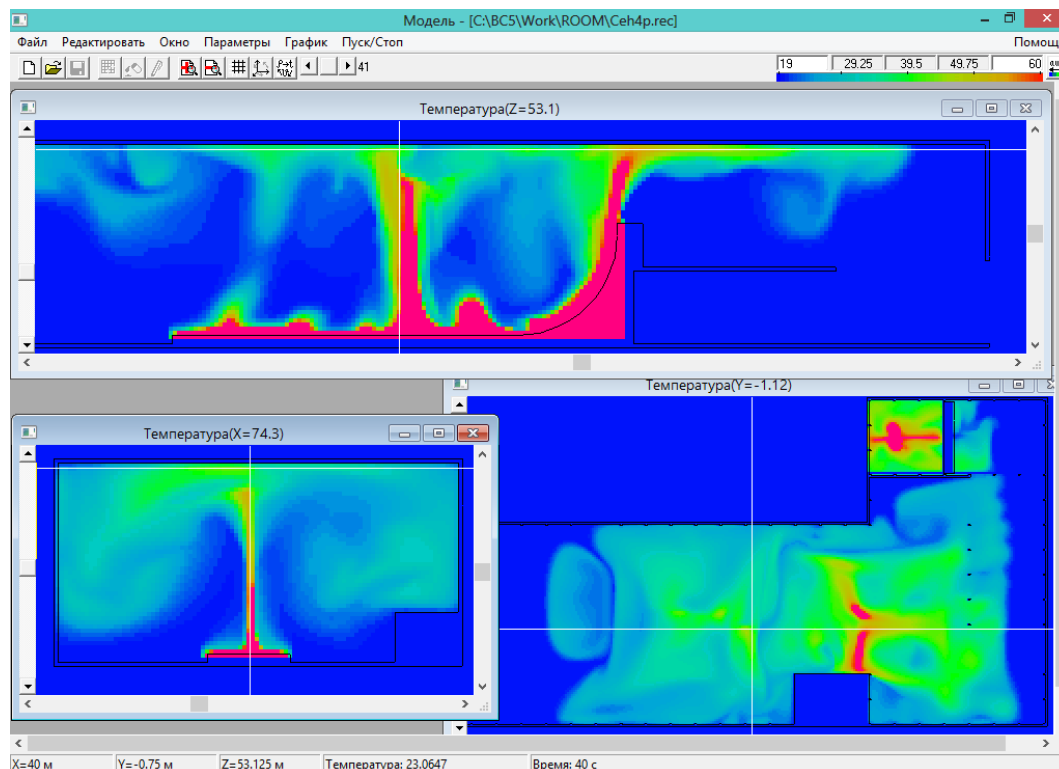 Модель - [C:\BC5\Work\ROOM\Ceh4p.rec]
Файл Редактировать Окно Параметры График Пуск/Стоп Помощ
41
19 29.25 39.5 49.75 60
Температура(Z=53.1)
Температура(Y=-1.12)
Температура(X=74.3)
X=40 м Y=-0.75 м Z=53.125 м Температура: 23.0647 Время: 40 с